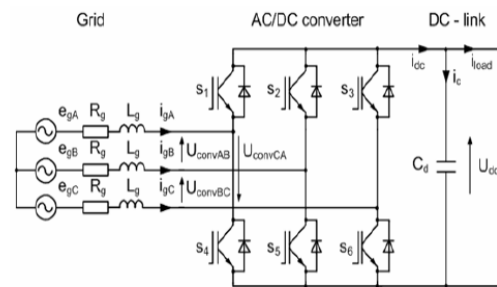 Grid AC/DC converter DC - link
i_dc i_load
S1 S2 S3 i_c
e_gA R_g L_g i_gA
e_gB R_g L_g i_gB U_convAB U_convCA C_d U_dc
e_gC R_g L_g i_gC U_convBC
S4 S5 S6